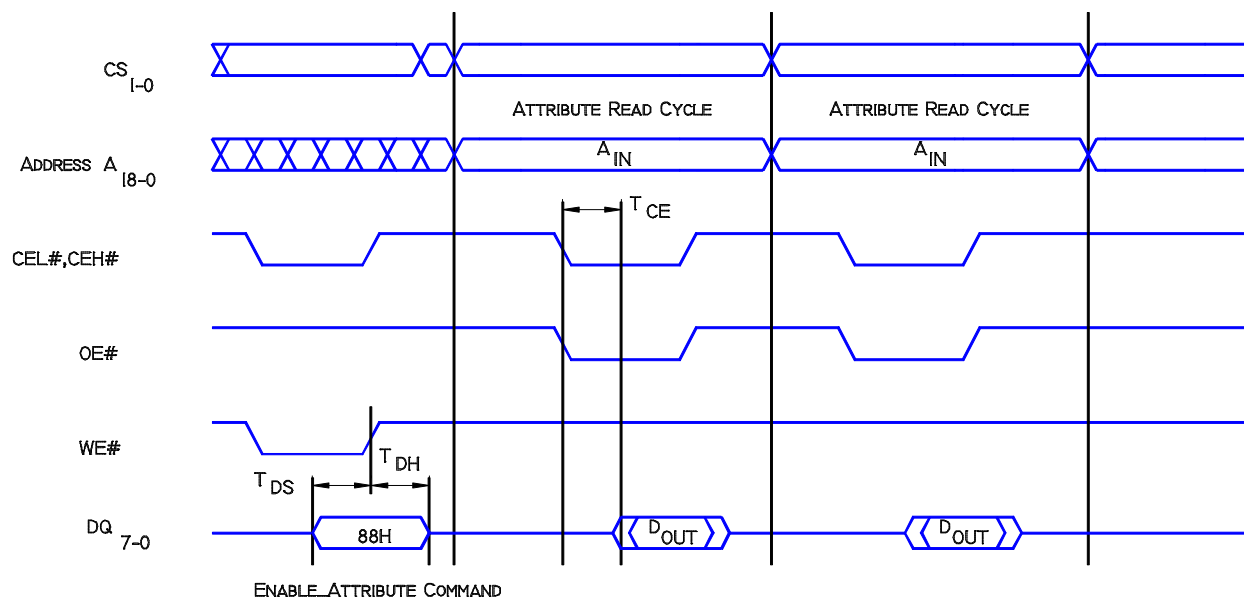 CS I-0
ATTRIBUTE READ CYCLE ATTRIBUTE READ CYCLE
ADDRESS A I8-0 A IN A IN
T CE
CEL#,CEH#
OE#
WE#
T DH
T DS
DQ 7-0 88H D OUT D OUT
ENABLE_ATTRIBUTE COMMAND